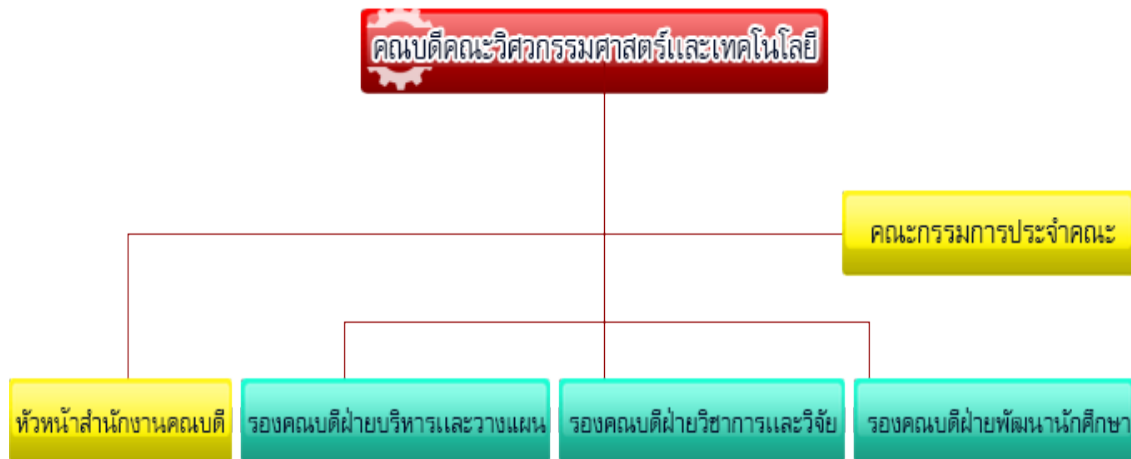 คณบดีคณะวิศวกรรมศาสตร์และเทคโนโลยี
คณะกรรมการประจำคณะ
หัวหน้าสำนักงานคณบดี
รองคณบดีฝ่ายบริหารและวางแผน
รองคณบดีฝ่ายวิชาการและวิจัย
รองคณบดีฝ่ายพัฒนานักศึกษา